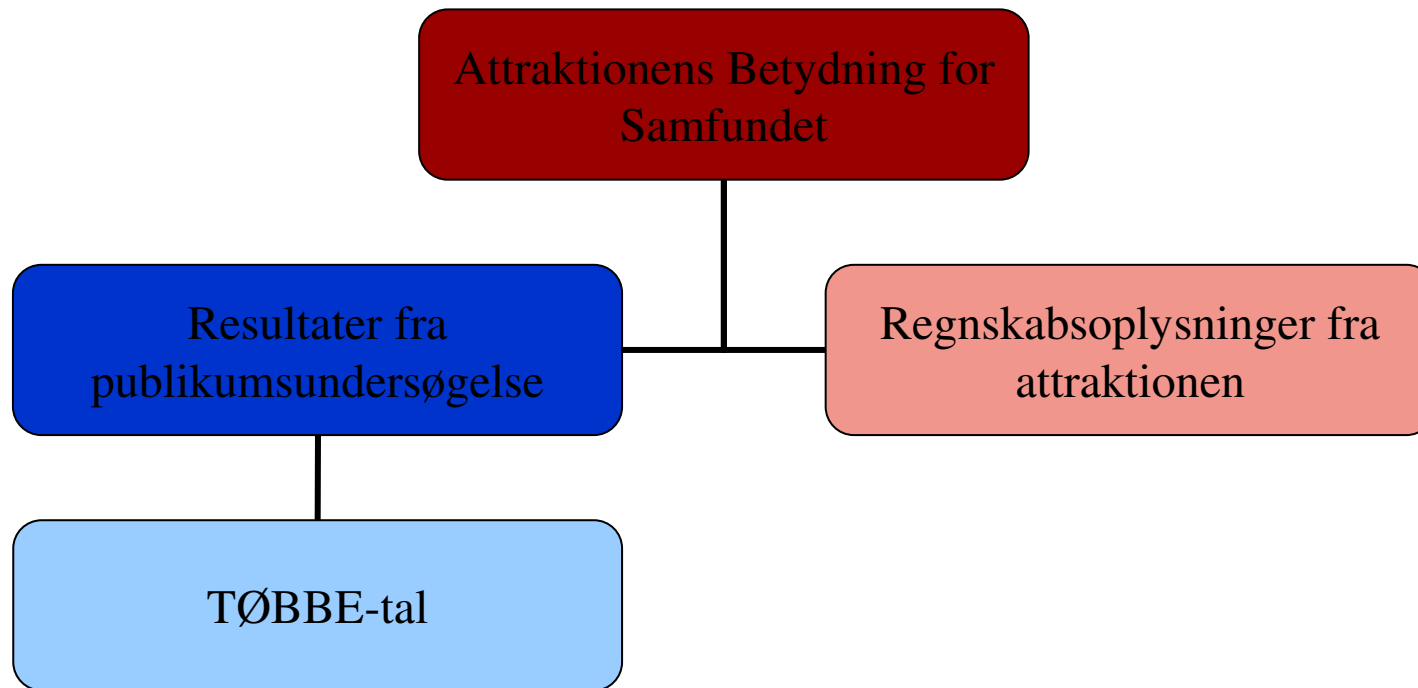 Attraktionens Betydning for
Samfundet
Resultater fra
publikumsundersøgelse
Regnskabsoplysninger fra
attraktionen
TØBBE-tal